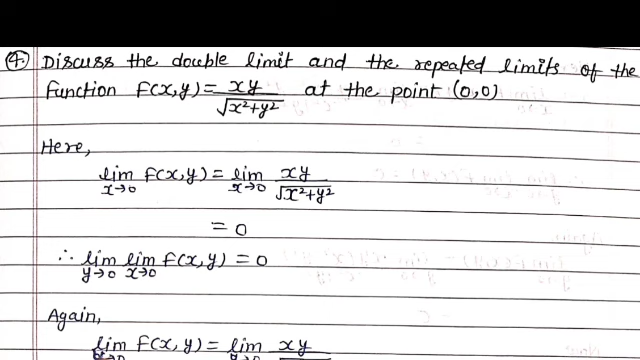 4. Discuss the double limit and the repeated limits of the
function f(x,y) = xy/√x²+y² at the point (0,0)
Here,
lim x→0 f(x,y) = lim x→0 xy/√x²+y²
= 0
∴ lim y→0 lim x→0 f(x,y) = 0
Again,
lim f(x,y) = lim y→0 xy